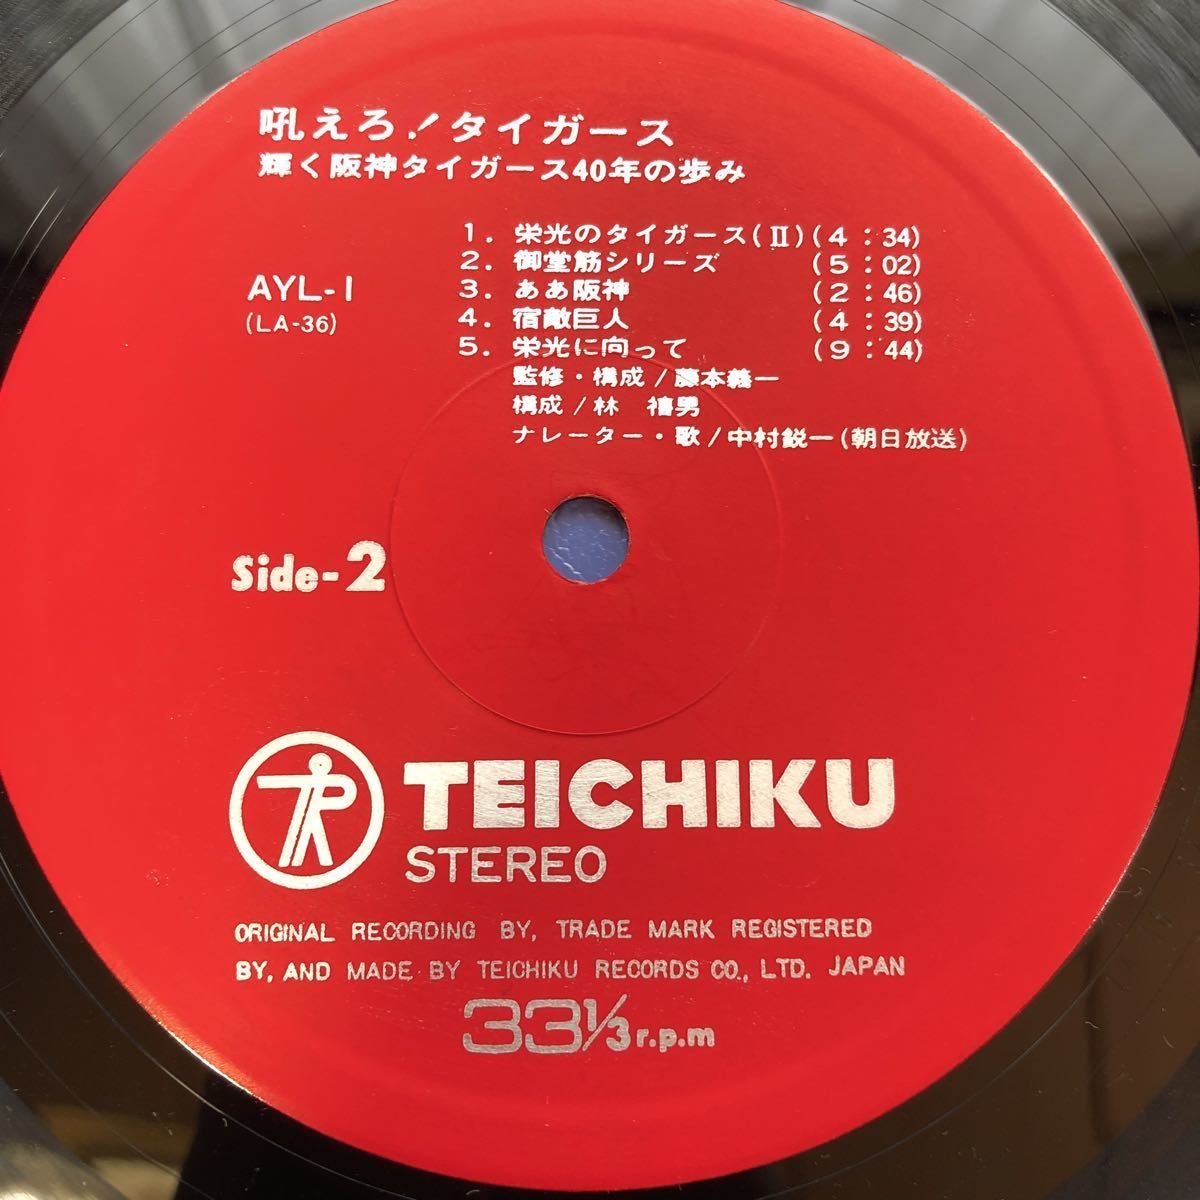 吼えろ!タイガース
輝く阪神タイガース40年の歩み
1. 栄光のタイガース(II)(4:34)
2. 御堂筋シリーズ (5:02)
AYL-1
3. ああ阪神 (2:46)
(LA-36)
4. 宿敵巨人 (4:39)
5. 栄光に向って (9:44)
監修・構成/藤本義一
構成/林 禧男
ナレーター・歌/中村鋭一(朝日放送)
Side-2
TEICHIKU
STEREO
ORIGINAL RECORDING BY, TRADE MARK REGISTERED
BY, AND MADE BY TEICHIKU RECORDS CO., LTD. JAPAN
33 1/3 r.p.m